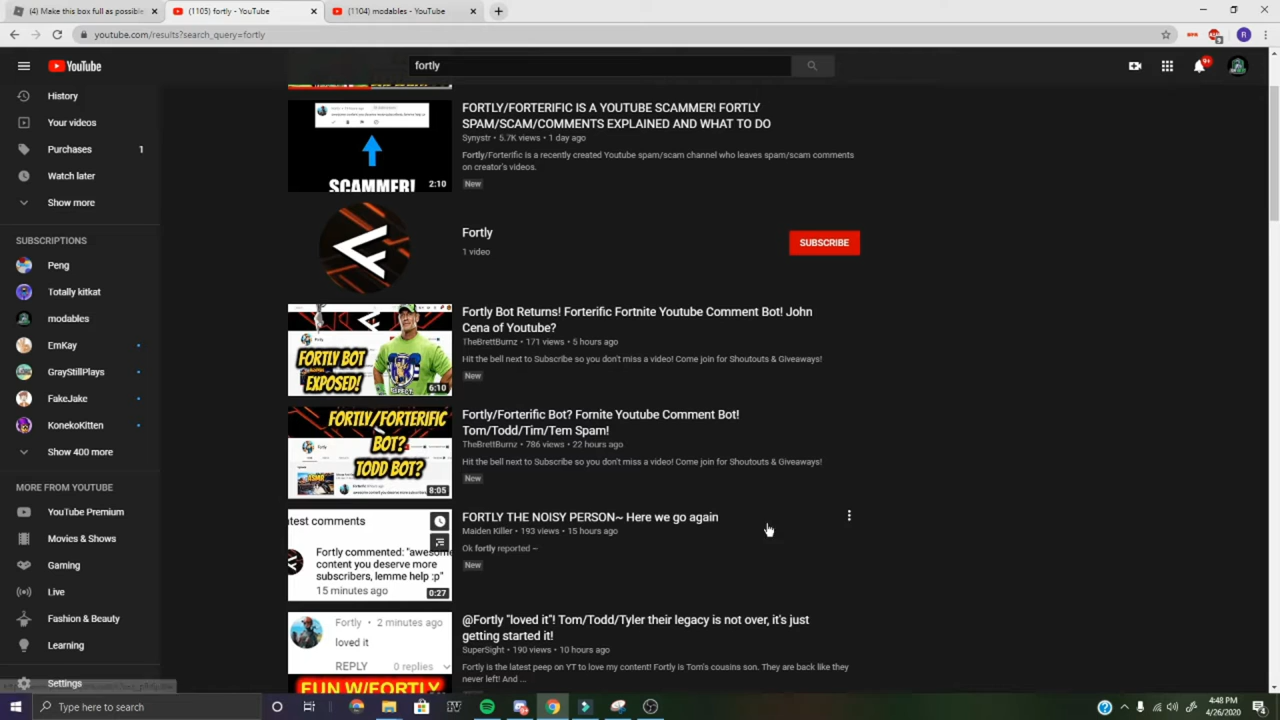 (4) Make this box full as possible
(1105) fortly - YouTube
(1104) modables - YouTube
youtube.com/results?search_query=fortly
YouTube
fortly
9+
History
Your videos
Purchases 1
Watch later
Show more
SUBSCRIPTIONS
Peng
Totally kitkat
modables
EmKay
GrayStillPlays
FakeJake
KonekoKitten
Show 400 more
MORE FROM YOUTUBE
YouTube Premium
Movies & Shows
Gaming
Live
Fashion & Beauty
Learning
Settings
SCAMMER!
2:10
FORTLY/FORTERIFIC IS A YOUTUBE SCAMMER! FORTLY
SPAM/SCAM/COMMENTS EXPLAINED AND WHAT TO DO
Synystr • 5.7K views • 1 day ago
Fortly/Forterific is a recently created Youtube spam/scam channel who leaves spam/scam comments
on creator's videos.
New
Fortly
1 video
SUBSCRIBE
FORTLY BOT
EXPOSED!
6:10
Fortly Bot Returns! Forterific Fortnite Youtube Comment Bot! John
Cena of Youtube?
TheBrettBurnz • 171 views • 5 hours ago
Hit the bell next to Subscribe so you don't miss a video! Come join for Shoutouts & Giveaways!
New
FORTLY/FORTERIFIC
BOT?
TODD BOT?
ASMR
8:05
Fortly/Forterific Bot? Fornite Youtube Comment Bot!
Tom/Todd/Tim/Tem Spam!
TheBrettBurnz • 786 views • 22 hours ago
Hit the bell next to Subscribe so you don't miss a video! Come join for Shoutouts & Giveaways!
New
test comments
Fortly commented: "awesome
content you deserve more
subscribers, lemme help :p"
15 minutes ago
0:27
FORTLY THE NOISY PERSON~ Here we go again
Maiden Killer • 193 views • 15 hours ago
Ok fortly reported ~
New
Fortly • 2 minutes ago
loved it
REPLY 0 replies
FUN W/FORTLY
@Fortly "loved it"! Tom/Todd/Tyler their legacy is not over, it's just
getting started it!
SuperSight • 190 views • 10 hours ago
Fortly is the latest peep on YT to love my content! Fortly is Tom's cousins son. They are back like they
never left! And ...
Type here to search
4:48 PM
4/26/2020